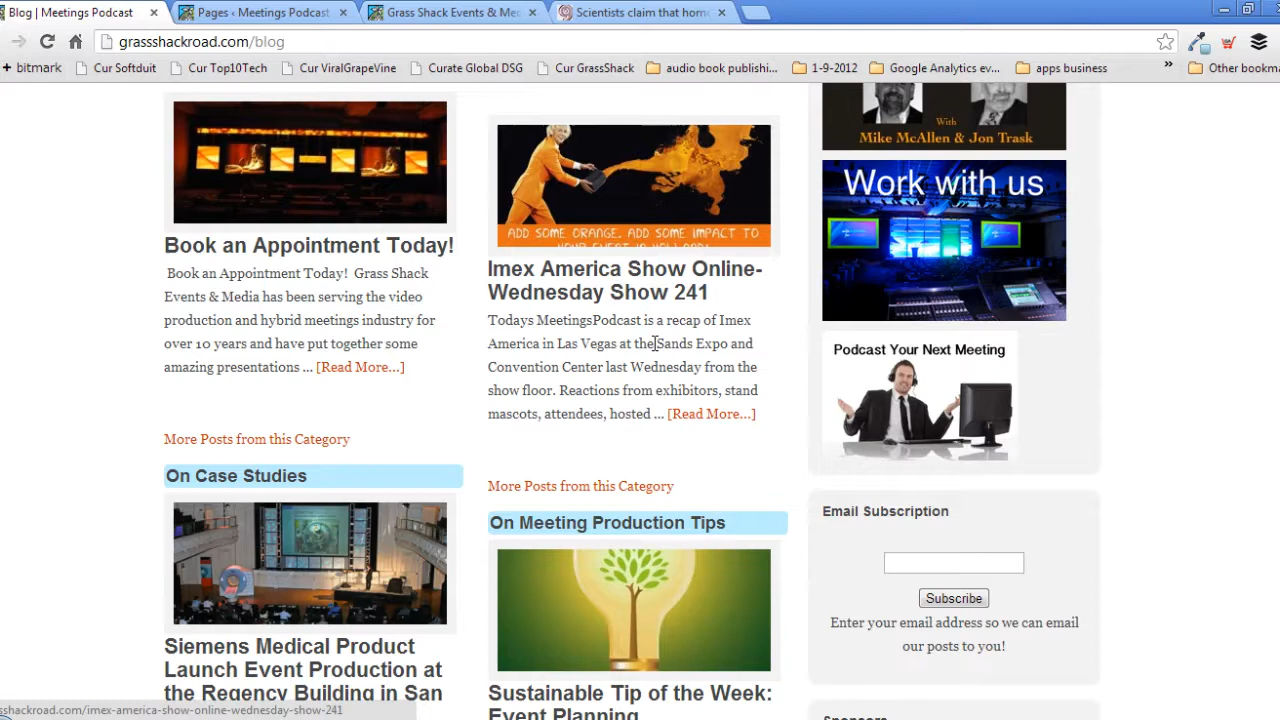 Blog | Meetings Podcast
Pages ‹ Meetings Podcast
Grass Shack Events & Me
Scientists claim that hom
grassshackroad.com/blog
bitmark
Cur Softduit
Cur Top10Tech
Cur ViralGrapeVine
Curate Global DSG
Cur GrassShack
audio book publishi...
1-9-2012
Google Analytics ev...
apps business
»
Other bookma
With
Mike McAllen & Jon Trask
Work with us
Podcast Your Next Meeting
Email Subscription
Subscribe
Enter your email address so we can email
our posts to you!
Book an Appointment Today!
Book an Appointment Today! Grass Shack
Events & Media has been serving the video
production and hybrid meetings industry for
over 10 years and have put together some
amazing presentations ... [Read More...]
More Posts from this Category
On Case Studies
Siemens Medical Product
Launch Event Production at
the Regency Building in San
ADD SOME ORANGE, ADD SOME IMPACT TO
YOUR EVENT IN HOLLAND!
Imex America Show Online-
Wednesday Show 241
Todays MeetingsPodcast is a recap of Imex
America in Las Vegas at the Sands Expo and
Convention Center last Wednesday from the
show floor. Reactions from exhibitors, stand
mascots, attendees, hosted ... [Read More...]
More Posts from this Category
On Meeting Production Tips
Sustainable Tip of the Week:
Event Planning
sshackroad.com/imex-america-show-online-wednesday-show-241